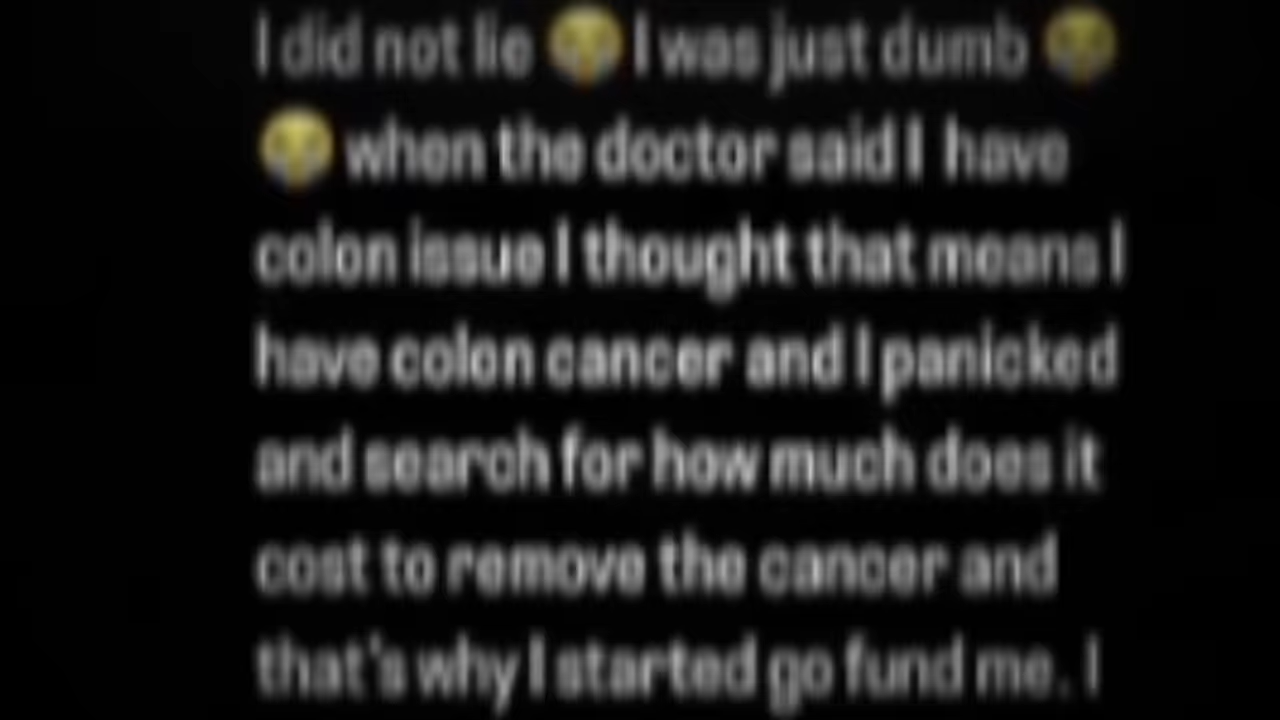 I did not lie I was just dumb
when the doctor said I have
colon issue I thought that means I
have colon cancer and I panicked
and search for how much does it
cost to remove the cancer and
that's why I started go fund me. I